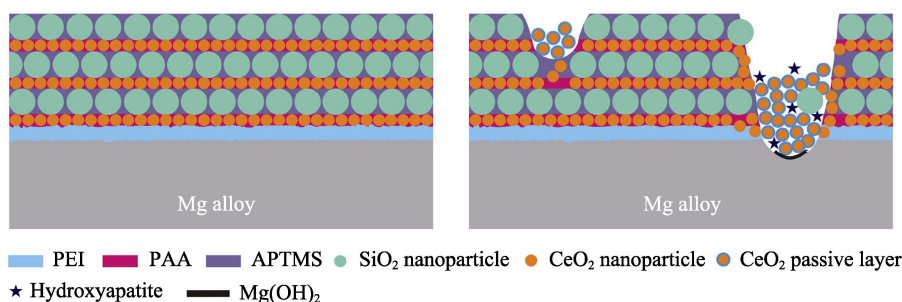 Mg alloy
Mg alloy
PEI PAA APTMS SiO₂ nanoparticle CeO₂ nanoparticle CeO₂ passive layer
Hydroxyapatite Mg(OH)₂